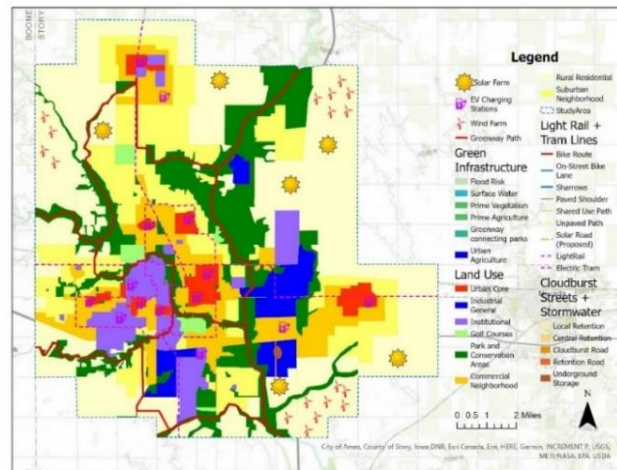 BOONE
STORY
Legend
Solar Farm
EV Charging
Stations
Wind Farm
Greenway Path
Green
Infrastructure
Flood Risk
Surface Water
Prime Vegetation
Prime Agriculture
Greenway
connecting parks
Urban
Agriculture
Land Use
Urban Core
Industrial
General
Institutional
Golf Courses
Park and
Conservation
Areas
Commercial
Neighborhood
Rural Residential
Suburban
Neighborhood
StudyArea
Light Rail +
Tram Lines
Bike Route
On-Street Bike
Lane
Sharrows
Paved Shoulder
Shared Use Path
Unpaved Path
Solar Road
(Proposed)
LightRail
Electric Tram
Cloudburst
Streets +
Stormwater
Local Retention
Central Retention
Cloudburst Road
Retention Road
Underground
Storage
0 0.5 1 2 Miles
N
City of Ames, County of Story, Iowa DNR, Esri Canada, Esri, HERE, Garmin, INCREMENT P, USGS,
METI/NASA, EPA, USDA